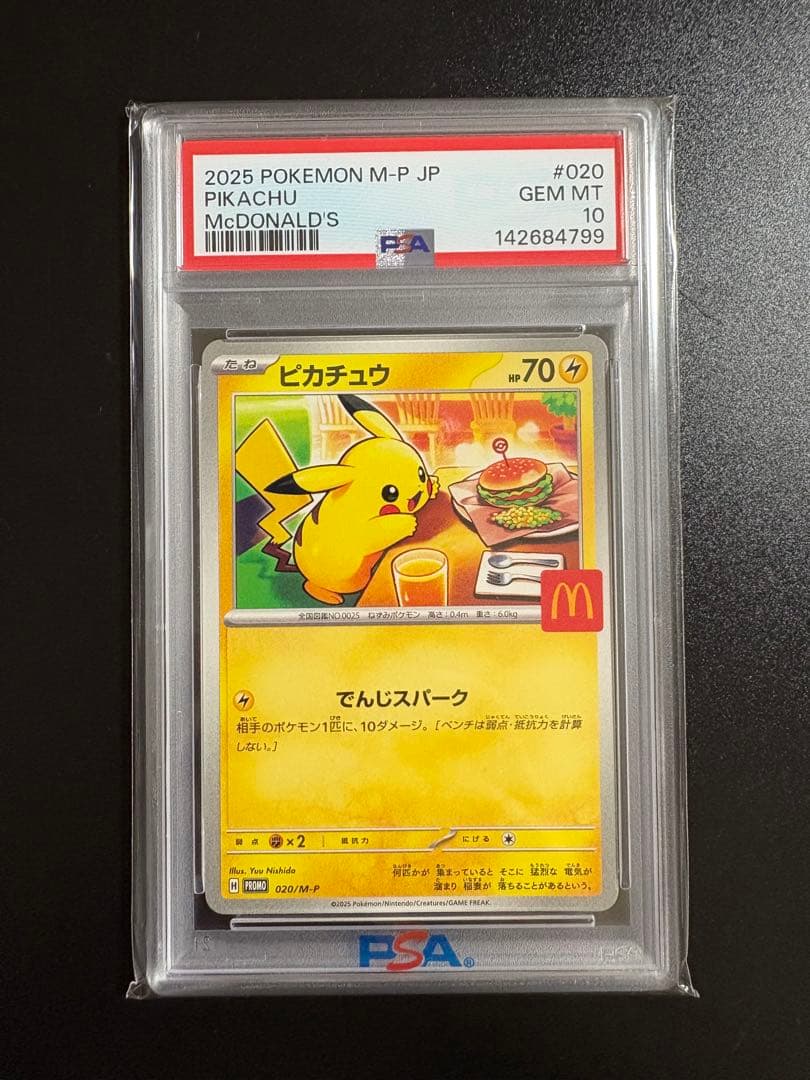 2025 POKEMON M-P JP #020
PIKACHU GEM MT
McDONALD'S 10
142684799
PSA
たね ピカチュウ HP 70
全国図鑑NO.0025 ねずみポケモン 高さ:0.4m 重さ:6.0kg
でんじスパーク
相手のポケモン1匹に、10ダメージ。[ベンチは弱点・抵抗力を計算
しない。]
弱点 ×2 抵抗力 にげる
Illus. Yuu Nishida
何匹かが 集まっていると そこに 猛烈な 電気が
溜まり 稲妻が 落ちることがあるという。
H PROMO 020/M-P
©2025 Pokémon/Nintendo/Creatures/GAME FREAK.
PSA®